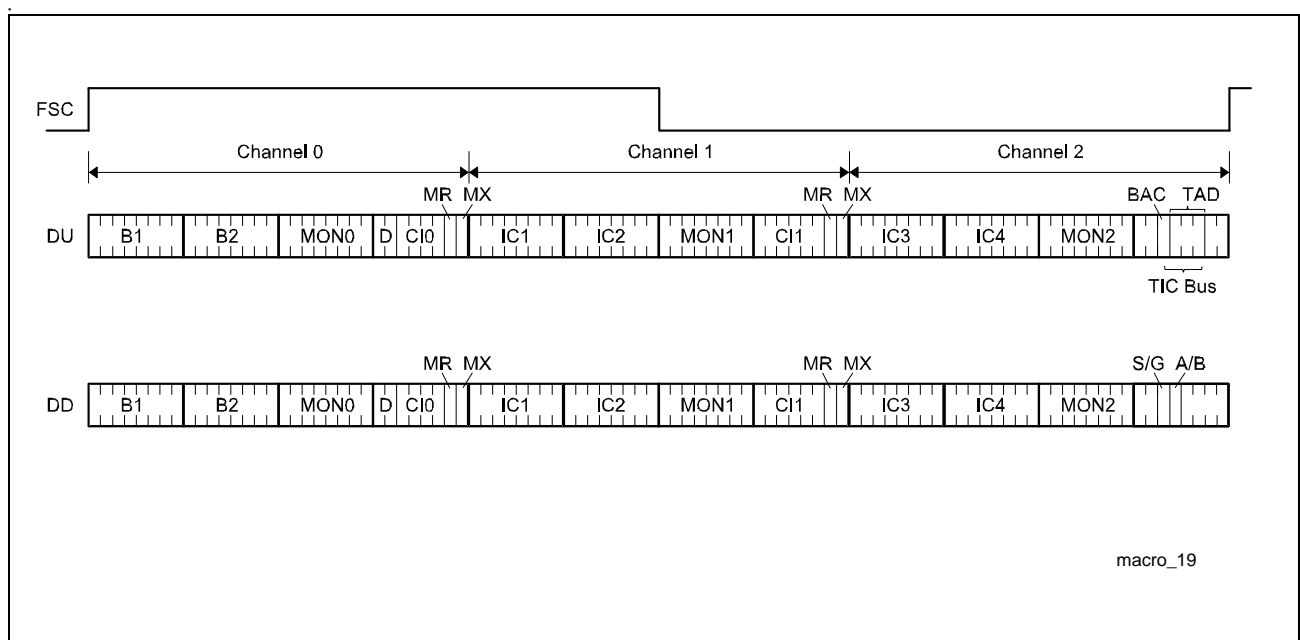 FSC
Channel 0 Channel 1 Channel 2
MR MX MR MX BAC TAD
DU B1 B2 MON0 D CI0 IC1 IC2 MON1 CI1 IC3 IC4 MON2
TIC Bus
MR MX MR MX S/G A/B
DD B1 B2 MON0 D CI0 IC1 IC2 MON1 CI1 IC3 IC4 MON2
macro_19